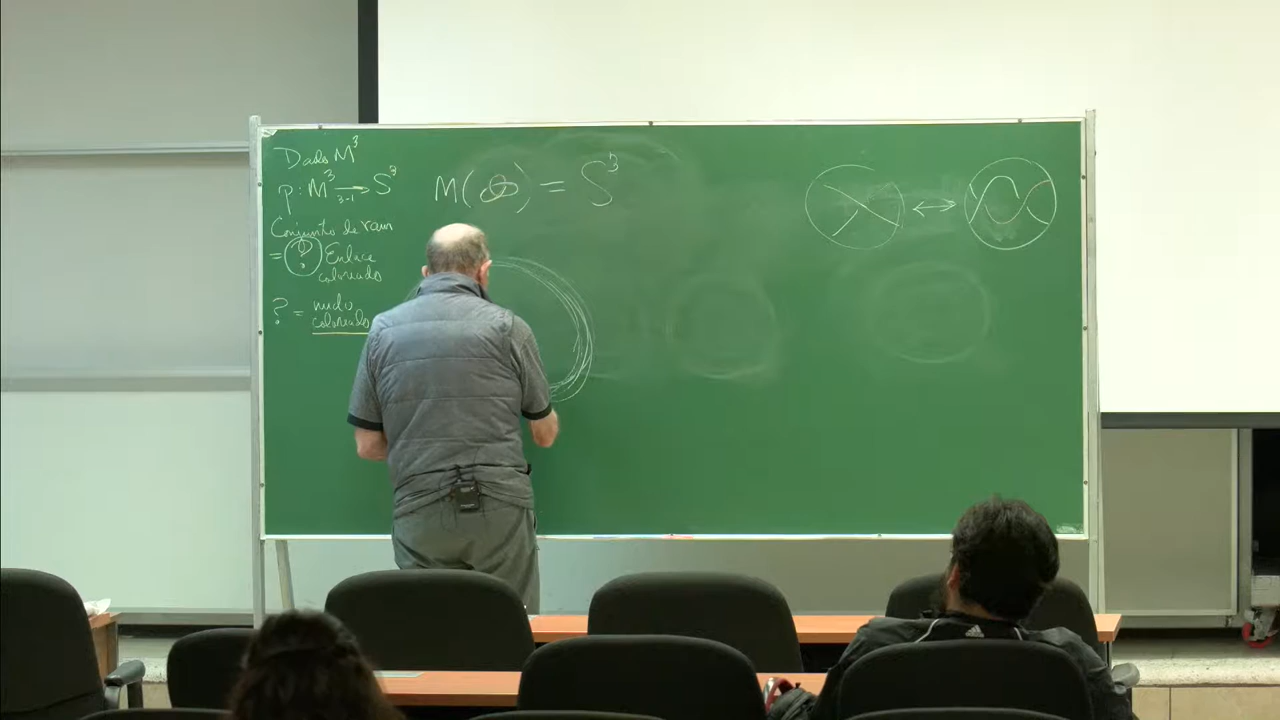 Dado M³
p: M³ → S³
3-1
Conjunto de ram
= ? Enlace
coloreado
? = nudo
coloreado
M( ) = S³